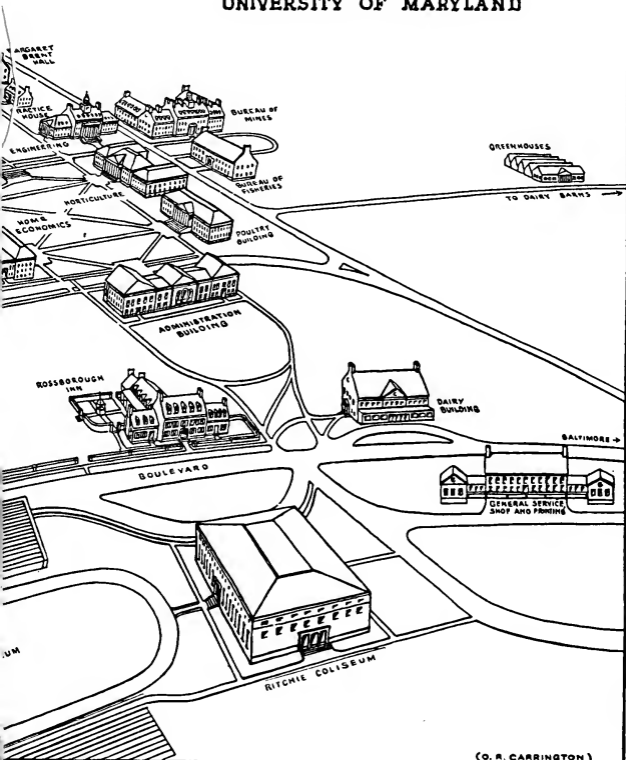 UNIVERSITY OF MARYLAND
MARGARET
BRENT
HALL
PRACTICE
HOUSE
BUREAU OF
MINES
ENGINEERING
GREENHOUSES
BUREAU OF
FISHERIES
TO DAIRY BARNS →
HORTICULTURE
HOME
ECONOMICS
POULTRY
BUILDING
ADMINISTRATION
BUILDING
ROSSBOROUGH
INN
DAIRY
BUILDING
BALTIMORE →
BOULEVARD
GENERAL SERVICE
SHOP AND PRINTING
UM
RITCHIE COLISEUM
(O. R. CARRINGTON)